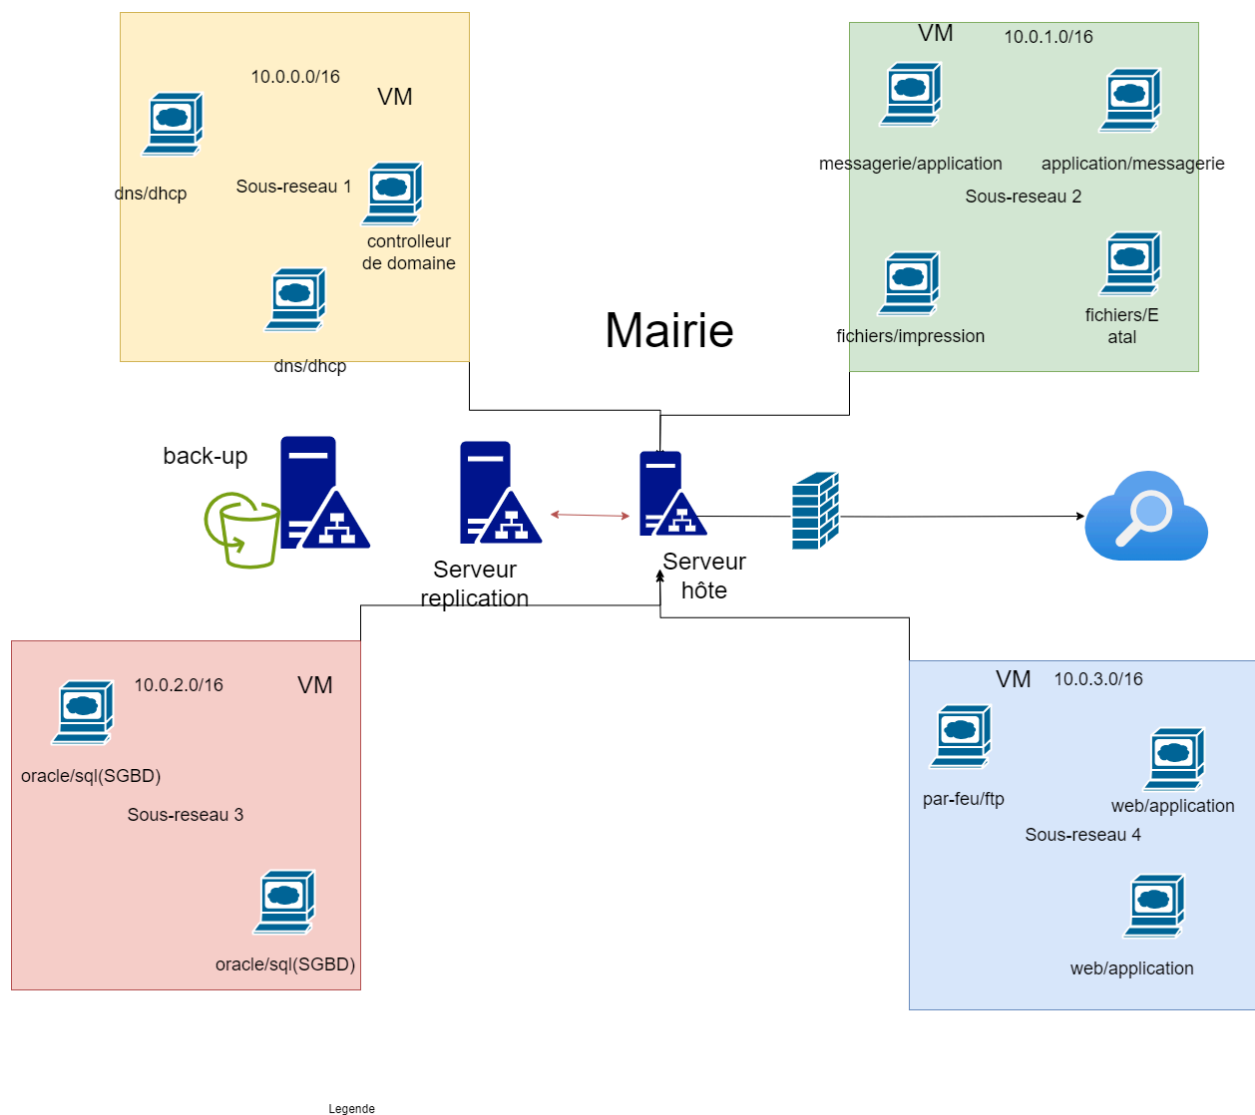 10.0.0.0/16
VM
dns/dhcp
Sous-reseau 1
controlleur
de domaine
dns/dhcp
VM
10.0.1.0/16
messagerie/application
application/messagerie
Sous-reseau 2
fichiers/impression
fichiers/E
atal
Mairie
back-up
Serveur
replication
Serveur
hôte
10.0.2.0/16
VM
oracle/sql(SGBD)
Sous-reseau 3
oracle/sql(SGBD)
VM
10.0.3.0/16
par-feu/ftp
web/application
Sous-reseau 4
web/application
Legende